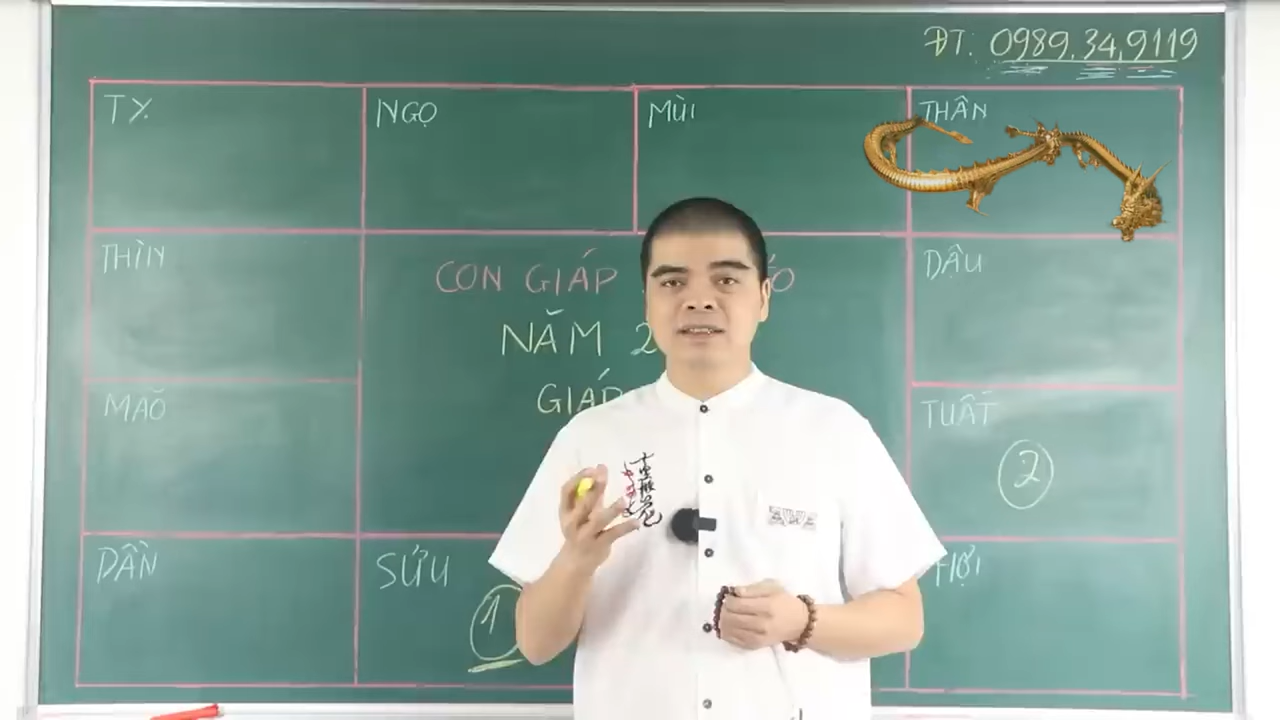 ĐT: 0989.34.9119
TỴ
NGỌ
MÙI
THÂN
THÌN
CON GIÁP
DẬU
NĂM 2
MÃO
GIÁP
TUẤT
2
DẦN
SỬU
HỢI
1